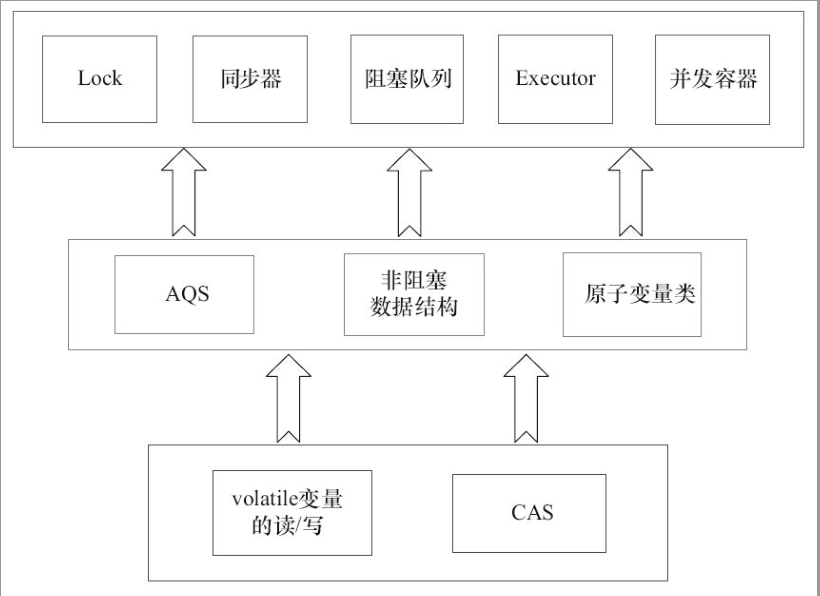 Lock
同步器
阻塞队列
Executor
并发容器
AQS
非阻塞
数据结构
原子变量类
volatile变量
的读/写
CAS